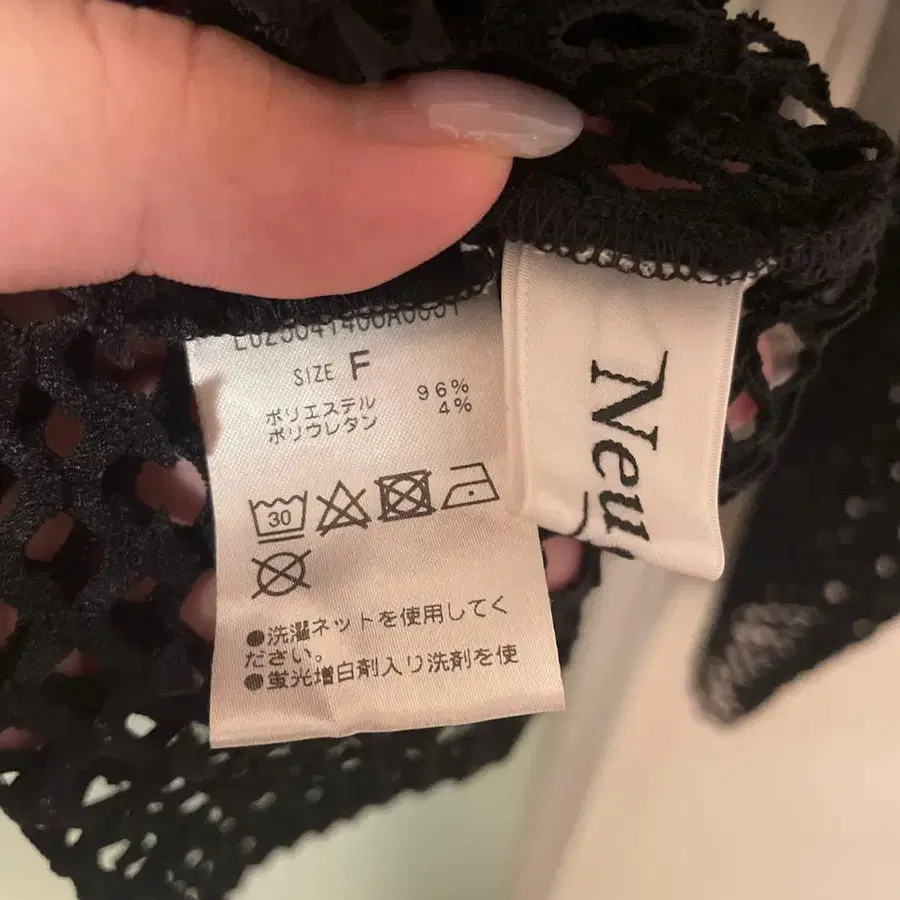 SIZE F
ポリエステル 96%
ポリウレタン 4%
30
●洗濯ネットを使用してく
ださい。
●蛍光増白剤入り洗剤を使
Neu